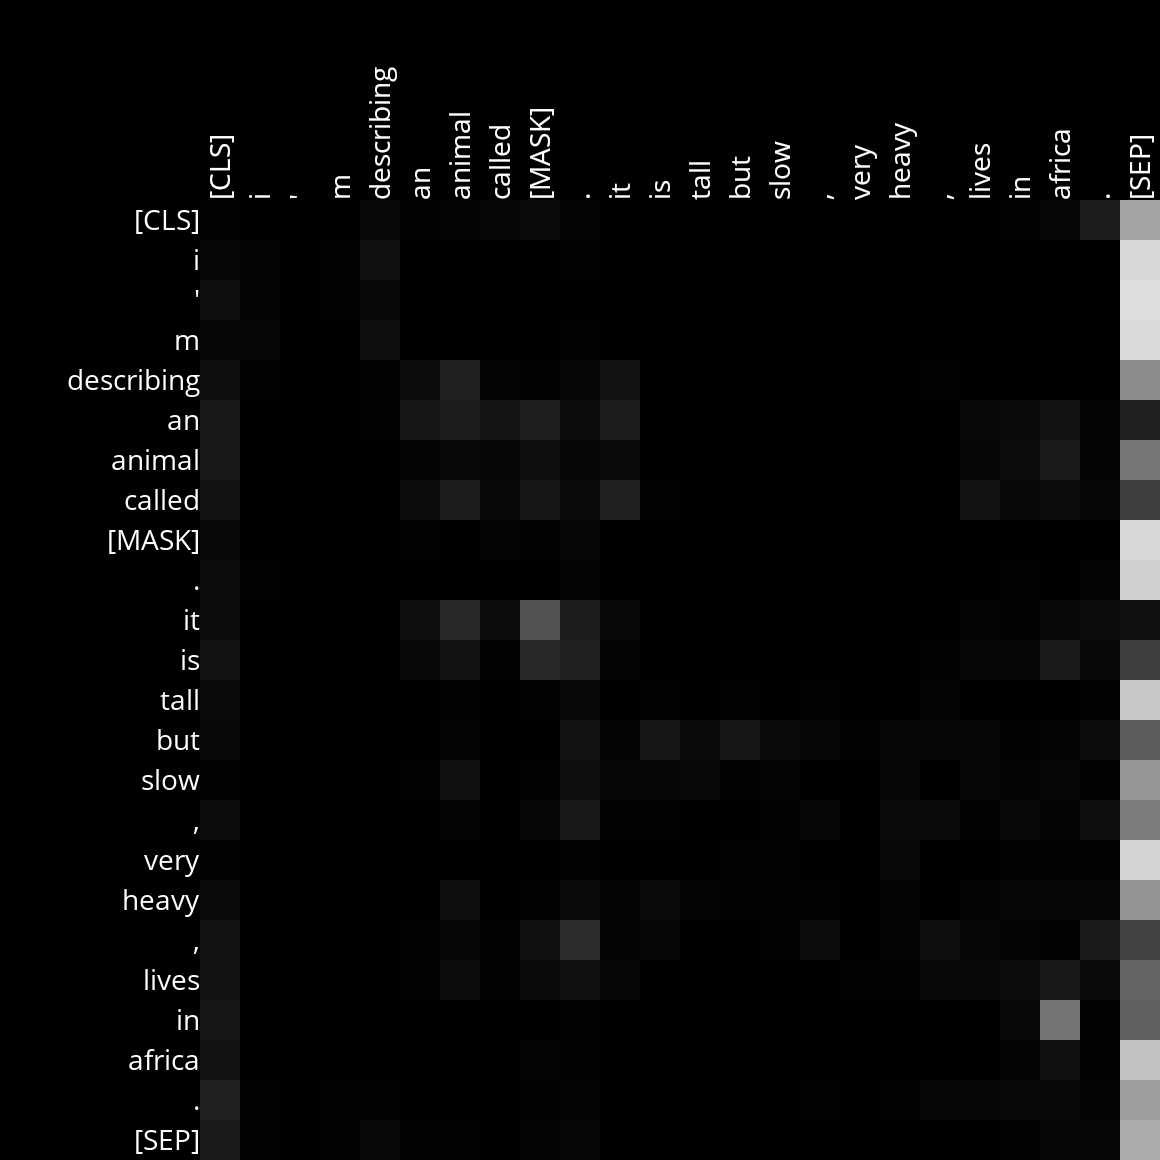 [CLS] i ' m describing an animal called [MASK] . it is tall but slow , very heavy , lives in africa . [SEP]
[CLS]
i
'
m
describing
an
animal
called
[MASK]
.
it
is
tall
but
slow
,
very
heavy
,
lives
in
africa
.
[SEP]